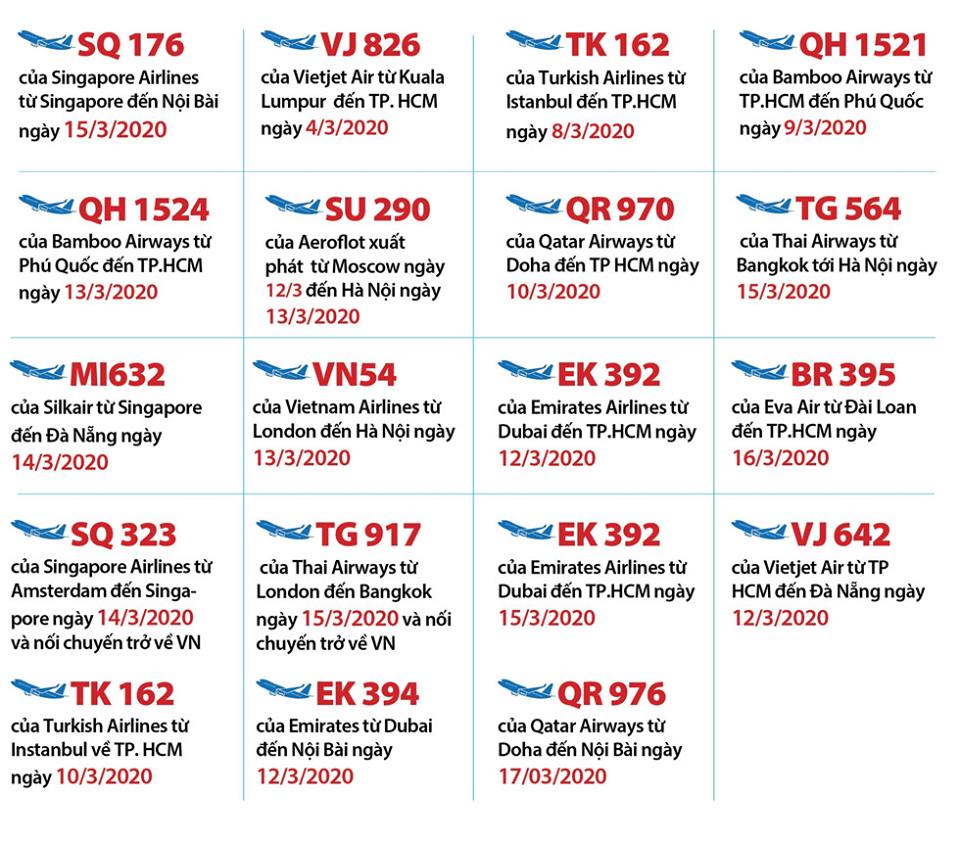 SQ 176
của Singapore Airlines
từ Singapore đến Nội Bài
ngày 15/3/2020
VJ 826
của Vietjet Air từ Kuala
Lumpur đến TP. HCM
ngày 4/3/2020
TK 162
của Turkish Airlines từ
Istanbul đến TP.HCM
ngày 8/3/2020
QH 1521
của Bamboo Airways từ
TP.HCM đến Phú Quốc
ngày 9/3/2020
QH 1524
của Bamboo Airways từ
Phú Quốc đến TP.HCM
ngày 13/3/2020
SU 290
của Aeroflot xuất
phát từ Moscow ngày
12/3 đến Hà Nội ngày
13/3/2020
QR 970
của Qatar Airways từ
Doha đến TP HCM ngày
10/3/2020
TG 564
của Thai Airways từ
Bangkok tới Hà Nội ngày
15/3/2020
MI632
của Silkair từ Singapore
đến Đà Nẵng ngày
14/3/2020
VN54
của Vietnam Airlines từ
London đến Hà Nội ngày
13/3/2020
EK 392
của Emirates Airlines từ
Dubai đến TP.HCM ngày
12/3/2020
BR 395
của Eva Air từ Đài Loan
đến TP.HCM ngày
16/3/2020
SQ 323
của Singapore Airlines từ
Amsterdam đến Singa-
pore ngày 14/3/2020
và nối chuyến trở về VN
TG 917
của Thai Airways từ
London đến Bangkok
ngày 15/3/2020 và nối
chuyến trở về VN
EK 392
của Emirates Airlines từ
Dubai đến TP.HCM ngày
15/3/2020
VJ 642
của Vietjet Air từ TP
HCM đến Đà Nẵng ngày
12/3/2020
TK 162
của Turkish Airlines từ
Instanbul về TP. HCM
ngày 10/3/2020
EK 394
của Emirates từ Dubai
đến Nội Bài ngày
12/3/2020
QR 976
của Qatar Airways từ
Doha đến Nội Bài ngày
17/03/2020